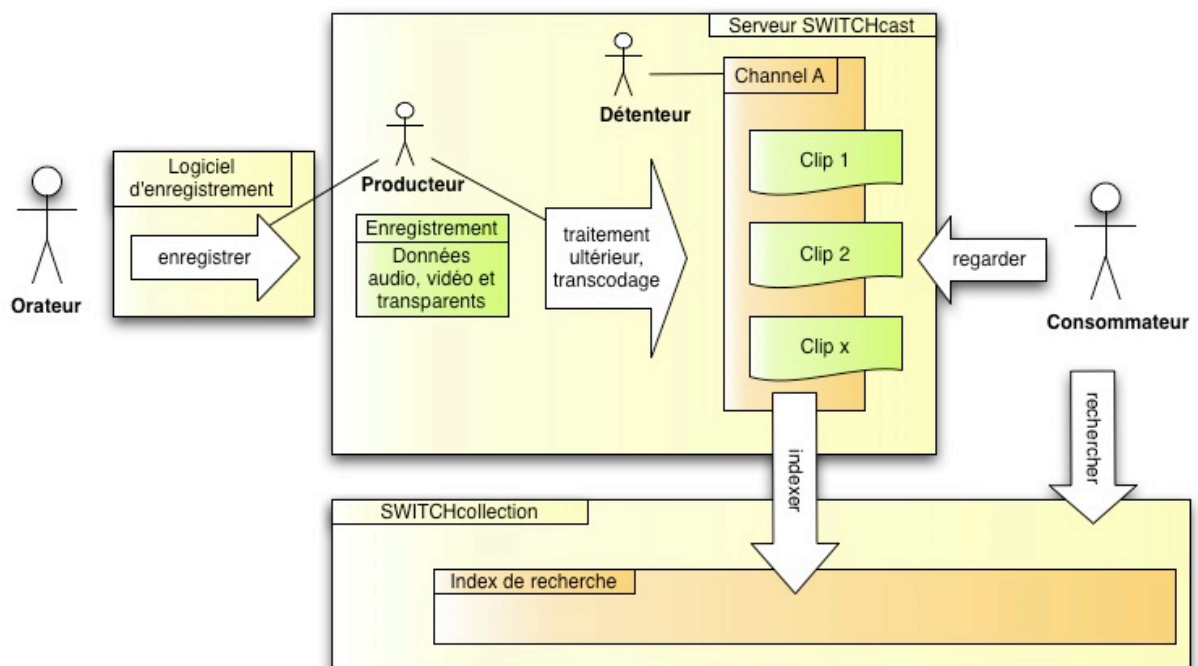 Serveur SWITCHcast
Détenteur
Channel A
Clip 1
Clip 2
Clip x
Producteur
Orateur
Logiciel
d'enregistrement
enregistrer
Enregistrement
Données
audio, vidéo et
transparents
traitement
ultérieur,
transcodage
regarder
Consommateur
rechercher
indexer
SWITCHcollection
Index de recherche